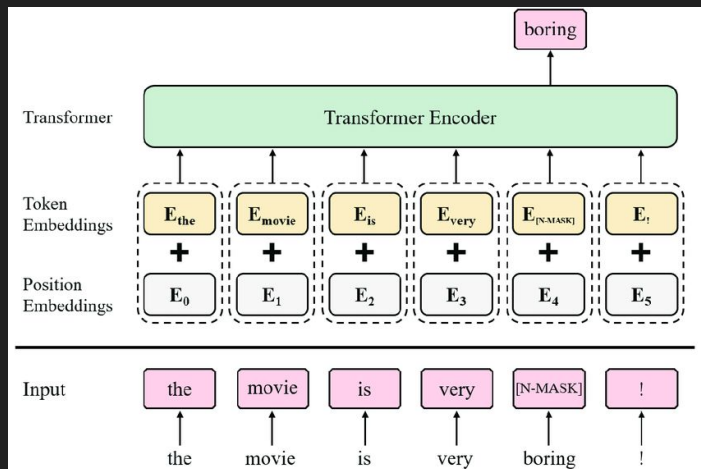 boring
Transformer
Transformer Encoder
Token
Embeddings
E_the E_movie E_is E_very E_[N-MASK] E_!
+ + + + + +
Position
Embeddings
E_0 E_1 E_2 E_3 E_4 E_5
Input
the movie is very [N-MASK] !
the movie is very boring !